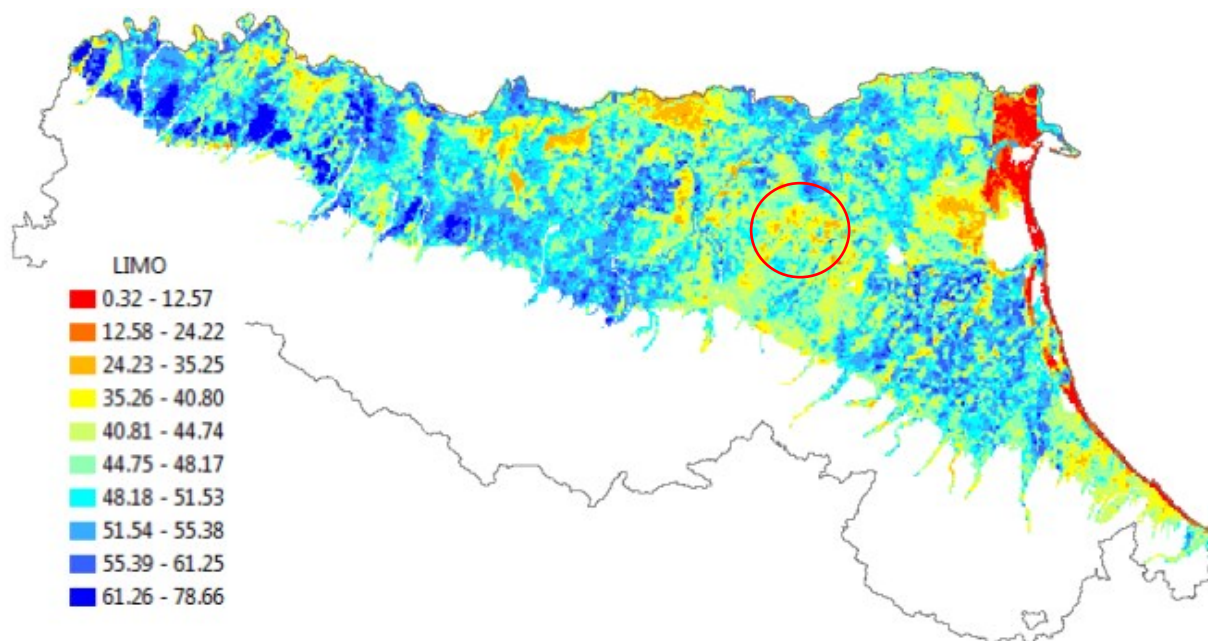 LIMO
0.32 - 12.57
12.58 - 24.22
24.23 - 35.25
35.26 - 40.80
40.81 - 44.74
44.75 - 48.17
48.18 - 51.53
51.54 - 55.38
55.39 - 61.25
61.26 - 78.66